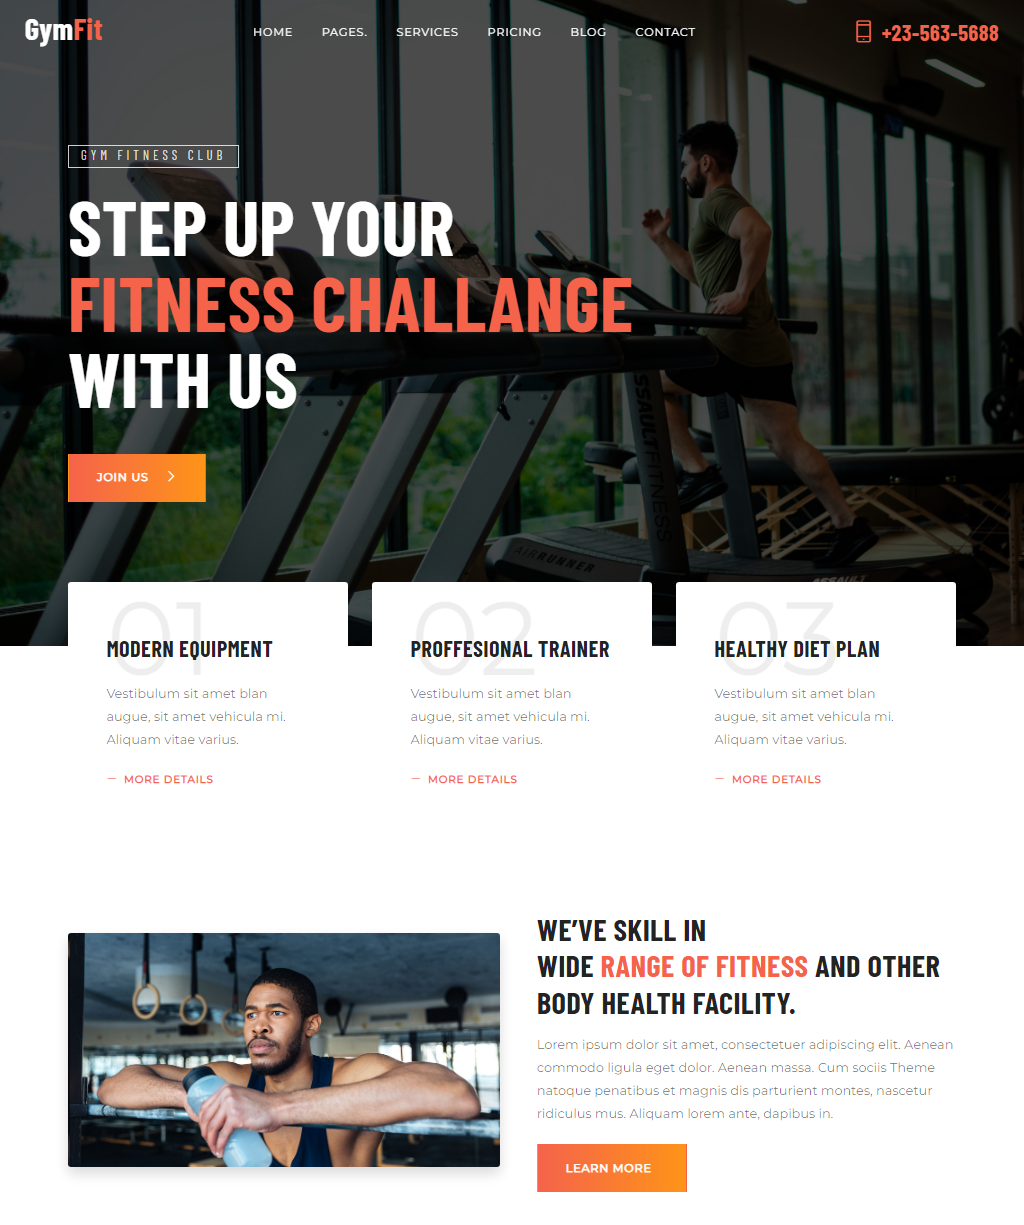 GymFit
HOME PAGES. SERVICES PRICING BLOG CONTACT
+23-563-5688
GYM FITNESS CLUB
STEP UP YOUR
FITNESS CHALLANGE
WITH US
ASSAULT FITNESS
JOIN US
AIRRUNNER
ASSAULT
01
MODERN EQUIPMENT
Vestibulum sit amet blan
augue, sit amet vehicula mi.
Aliquam vitae varius.
— MORE DETAILS
02
PROFFESIONAL TRAINER
Vestibulum sit amet blan
augue, sit amet vehicula mi.
Aliquam vitae varius.
— MORE DETAILS
03
HEALTHY DIET PLAN
Vestibulum sit amet blan
augue, sit amet vehicula mi.
Aliquam vitae varius.
— MORE DETAILS
WE’VE SKILL IN
WIDE RANGE OF FITNESS AND OTHER
BODY HEALTH FACILITY.
Lorem ipsum dolor sit amet, consectetuer adipiscing elit. Aenean
commodo ligula eget dolor. Aenean massa. Cum sociis Theme
natoque penatibus et magnis dis parturient montes, nascetur
ridiculus mus. Aliquam lorem ante, dapibus in.
LEARN MORE